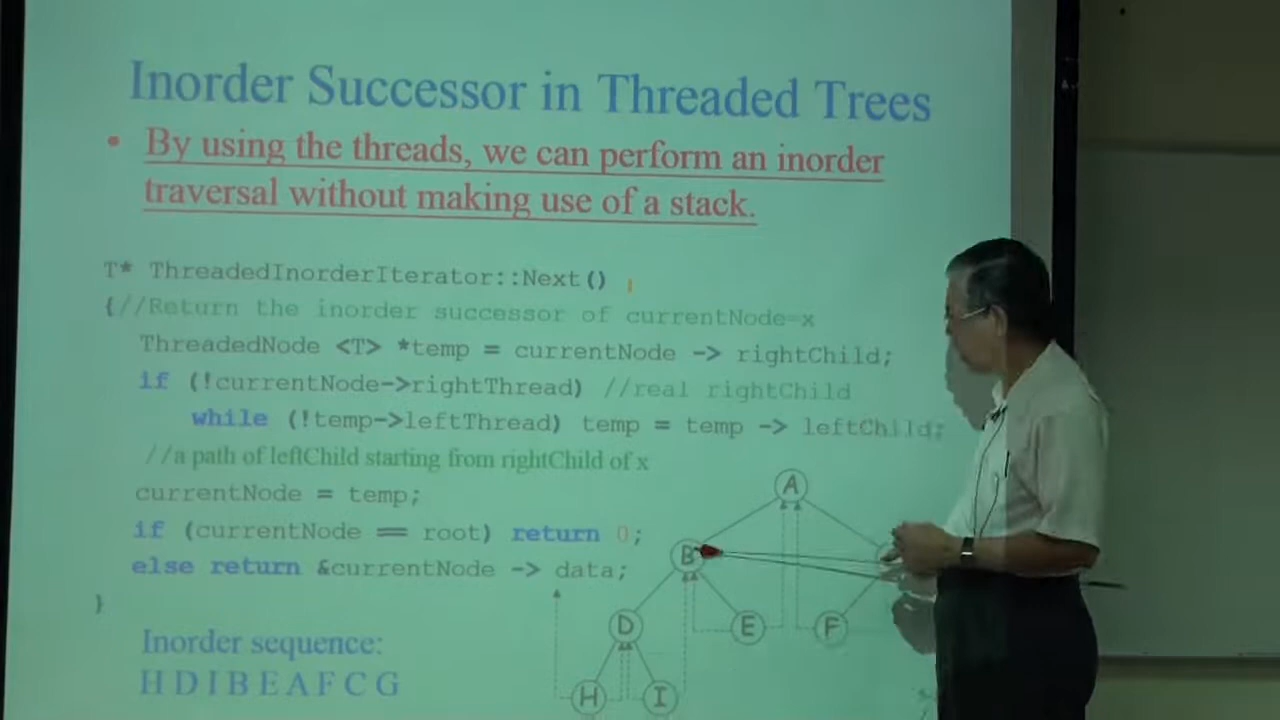 Inorder Successor in Threaded Trees
• By using the threads, we can perform an inorder
traversal without making use of a stack.
T* ThreadedInorderIterator::Next()
{//Return the inorder successor of currentNode=x
ThreadedNode <T> *temp = currentNode -> rightChild;
if (!currentNode->rightThread) //real rightChild
while (!temp->leftThread) temp = temp -> leftChild;
//a path of leftChild starting from rightChild of x
currentNode = temp;
if (currentNode == root) return 0;
else return &currentNode -> data;
}
Inorder sequence:
H D I B E A F C G
A
B
D E F
H I